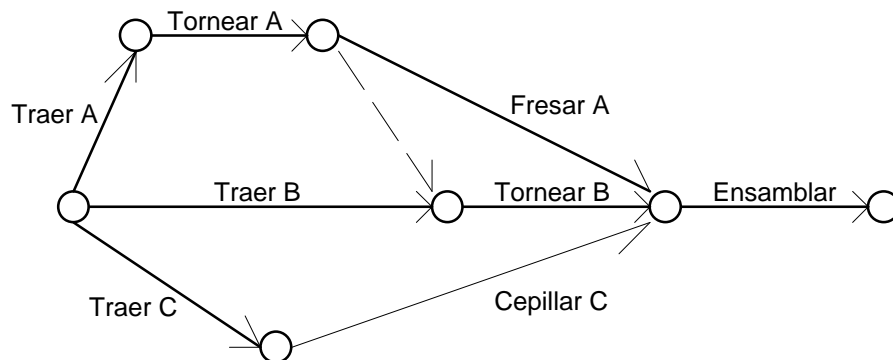 Tornear A
Traer A
Fresar A
Traer B
Tornear B
Ensamblar
Traer C
Cepillar C